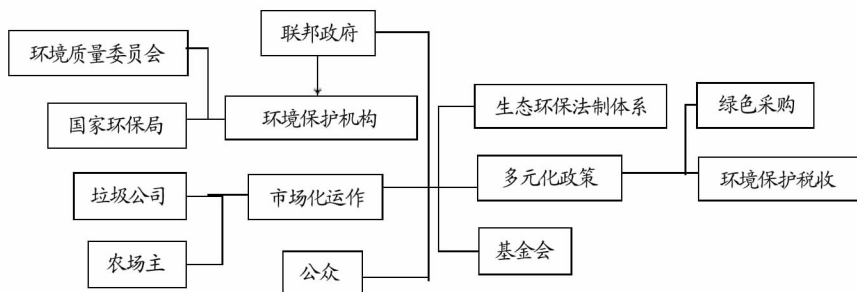 联邦政府
环境质量委员会
国家环保局
环境保护机构
生态环保法制体系
绿色采购
垃圾公司
市场化运作
多元化政策
环境保护税收
农场主
公众
基金会